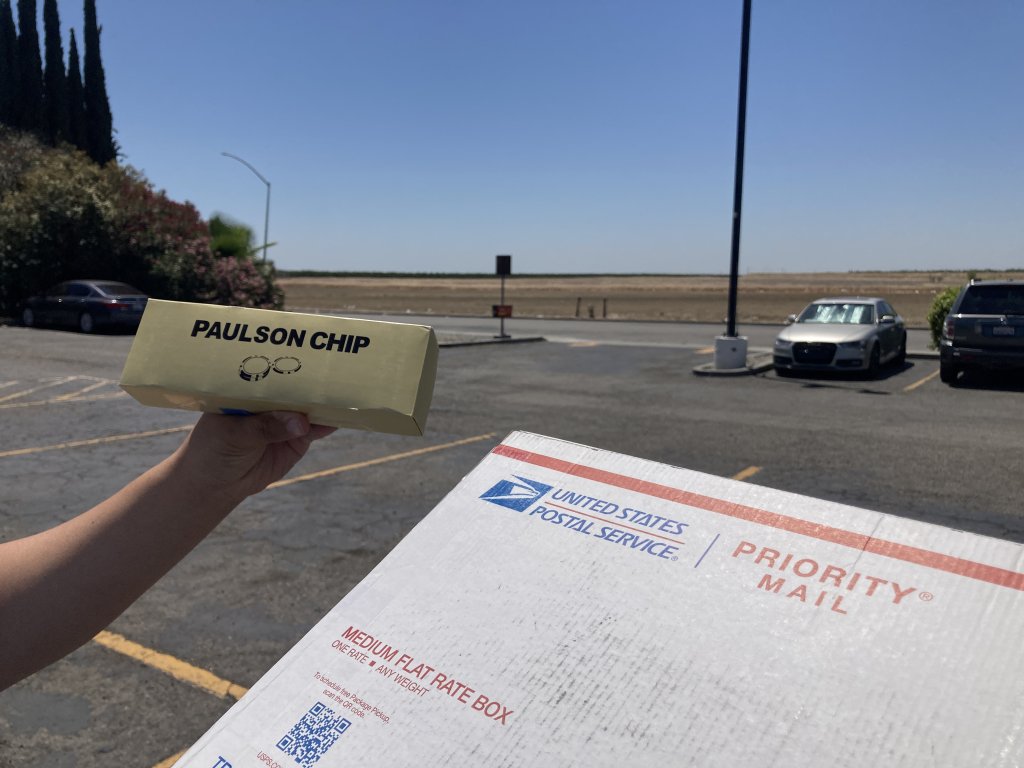 PAULSON CHIP
UNITED STATES
POSTAL SERVICE®
PRIORITY®
MAIL
MEDIUM FLAT RATE BOX
ONE RATE ■ ANY WEIGHT
To schedule free Package Pickup,
scan the QR code.